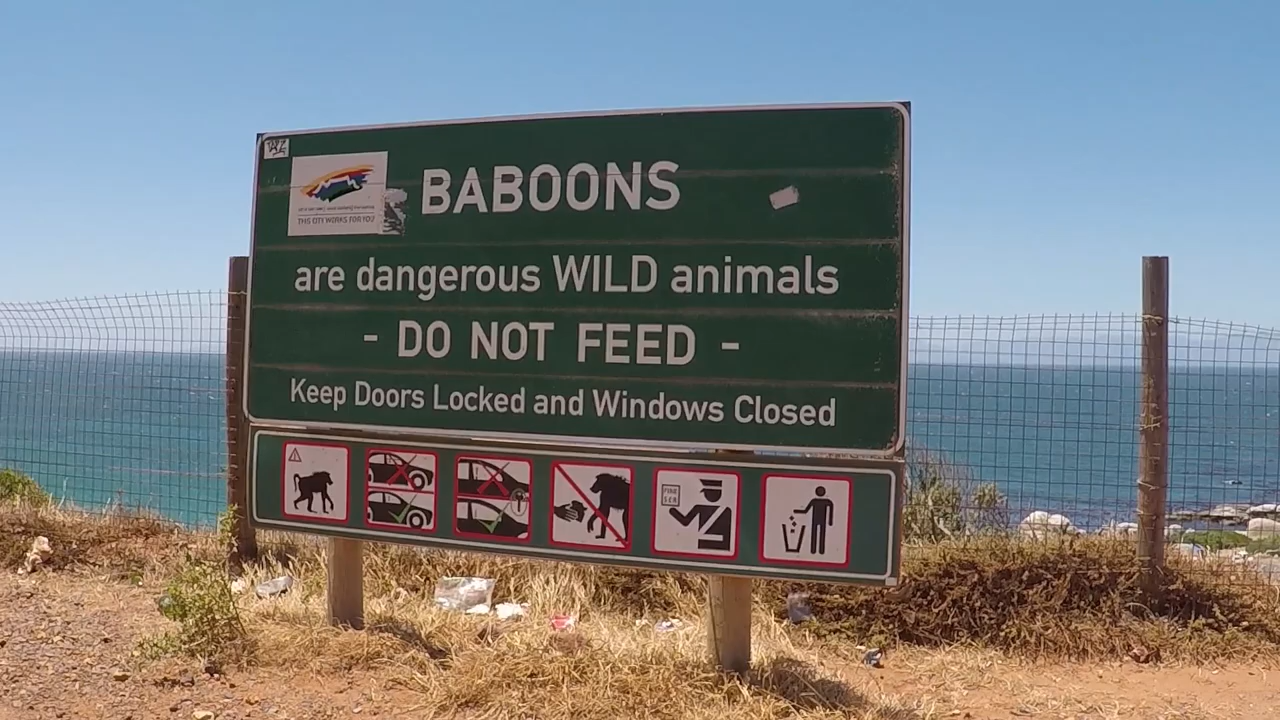 BABOONS
THIS CITY WORKS FOR YOU
are dangerous WILD animals
- DO NOT FEED -
Keep Doors Locked and Windows Closed
FINE